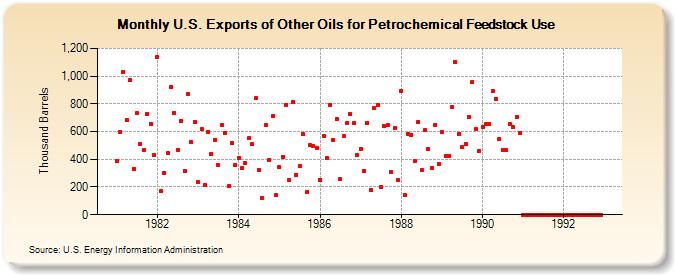 Monthly U.S. Exports of Other Oils for Petrochemical Feedstock Use
Thousand Barrels
1,200
1,000
800
600
400
200
0
1982 1984 1986 1988 1990 1992
Source: U.S. Energy Information Administration